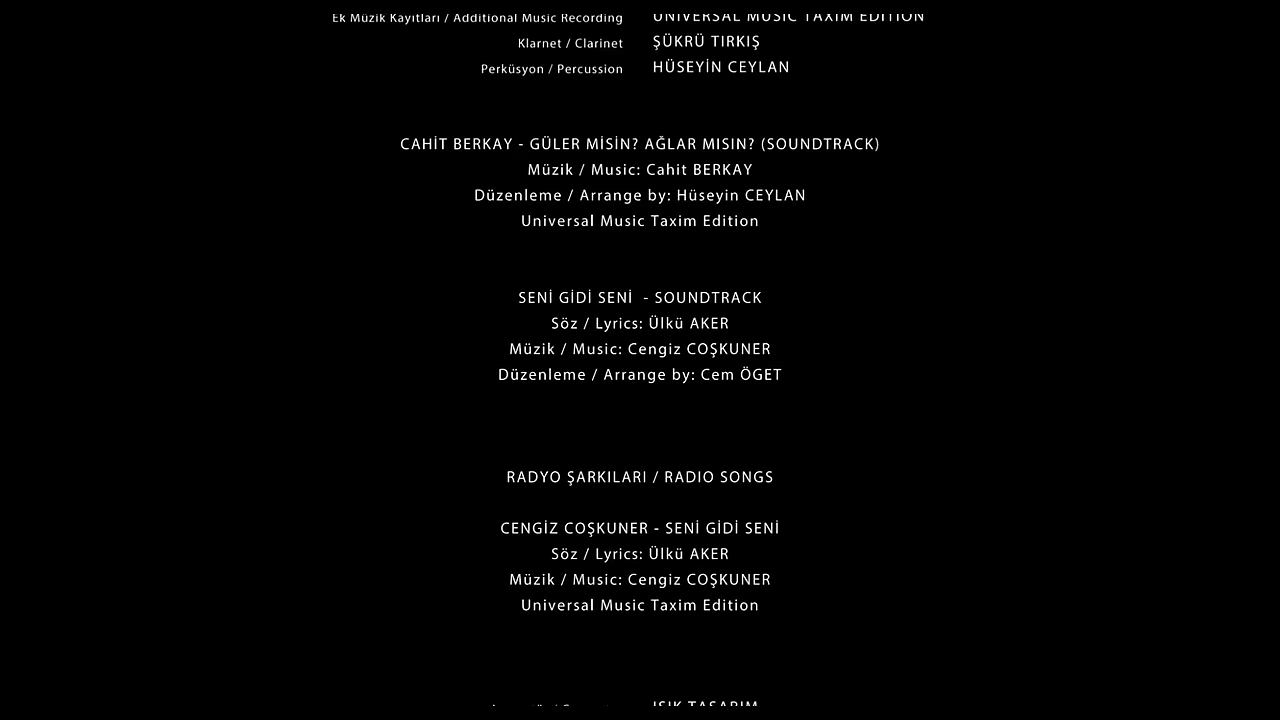 Ek Müzik Kayıtları / Additional Music Recording UNIVERSAL MUSIC TAXIM EDITION
Klarnet / Clarinet ŞÜKRÜ TIRKIŞ
Perküsyon / Percussion HÜSEYİN CEYLAN
CAHİT BERKAY - GÜLER MİSİN? AĞLAR MISIN? (SOUNDTRACK)
Müzik / Music: Cahit BERKAY
Düzenleme / Arrange by: Hüseyin CEYLAN
Universal Music Taxim Edition
SENİ GİDİ SENİ - SOUNDTRACK
Söz / Lyrics: Ülkü AKER
Müzik / Music: Cengiz COŞKUNER
Düzenleme / Arrange by: Cem ÖGET
RADYO ŞARKILARI / RADIO SONGS
CENGİZ COŞKUNER - SENİ GİDİ SENİ
Söz / Lyrics: Ülkü AKER
Müzik / Music: Cengiz COŞKUNER
Universal Music Taxim Edition
IŞIK TASARIM